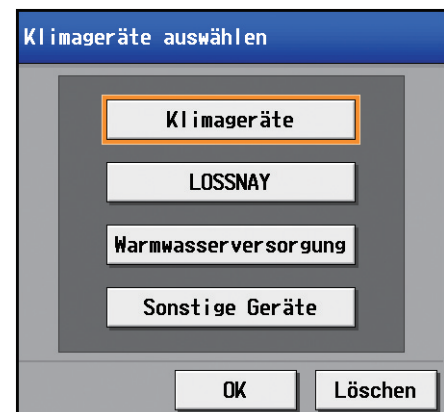 Klimageräte auswählen
Klimageräte
LOSSNAY
Warmwasserversorgung
Sonstige Geräte
OK Löschen